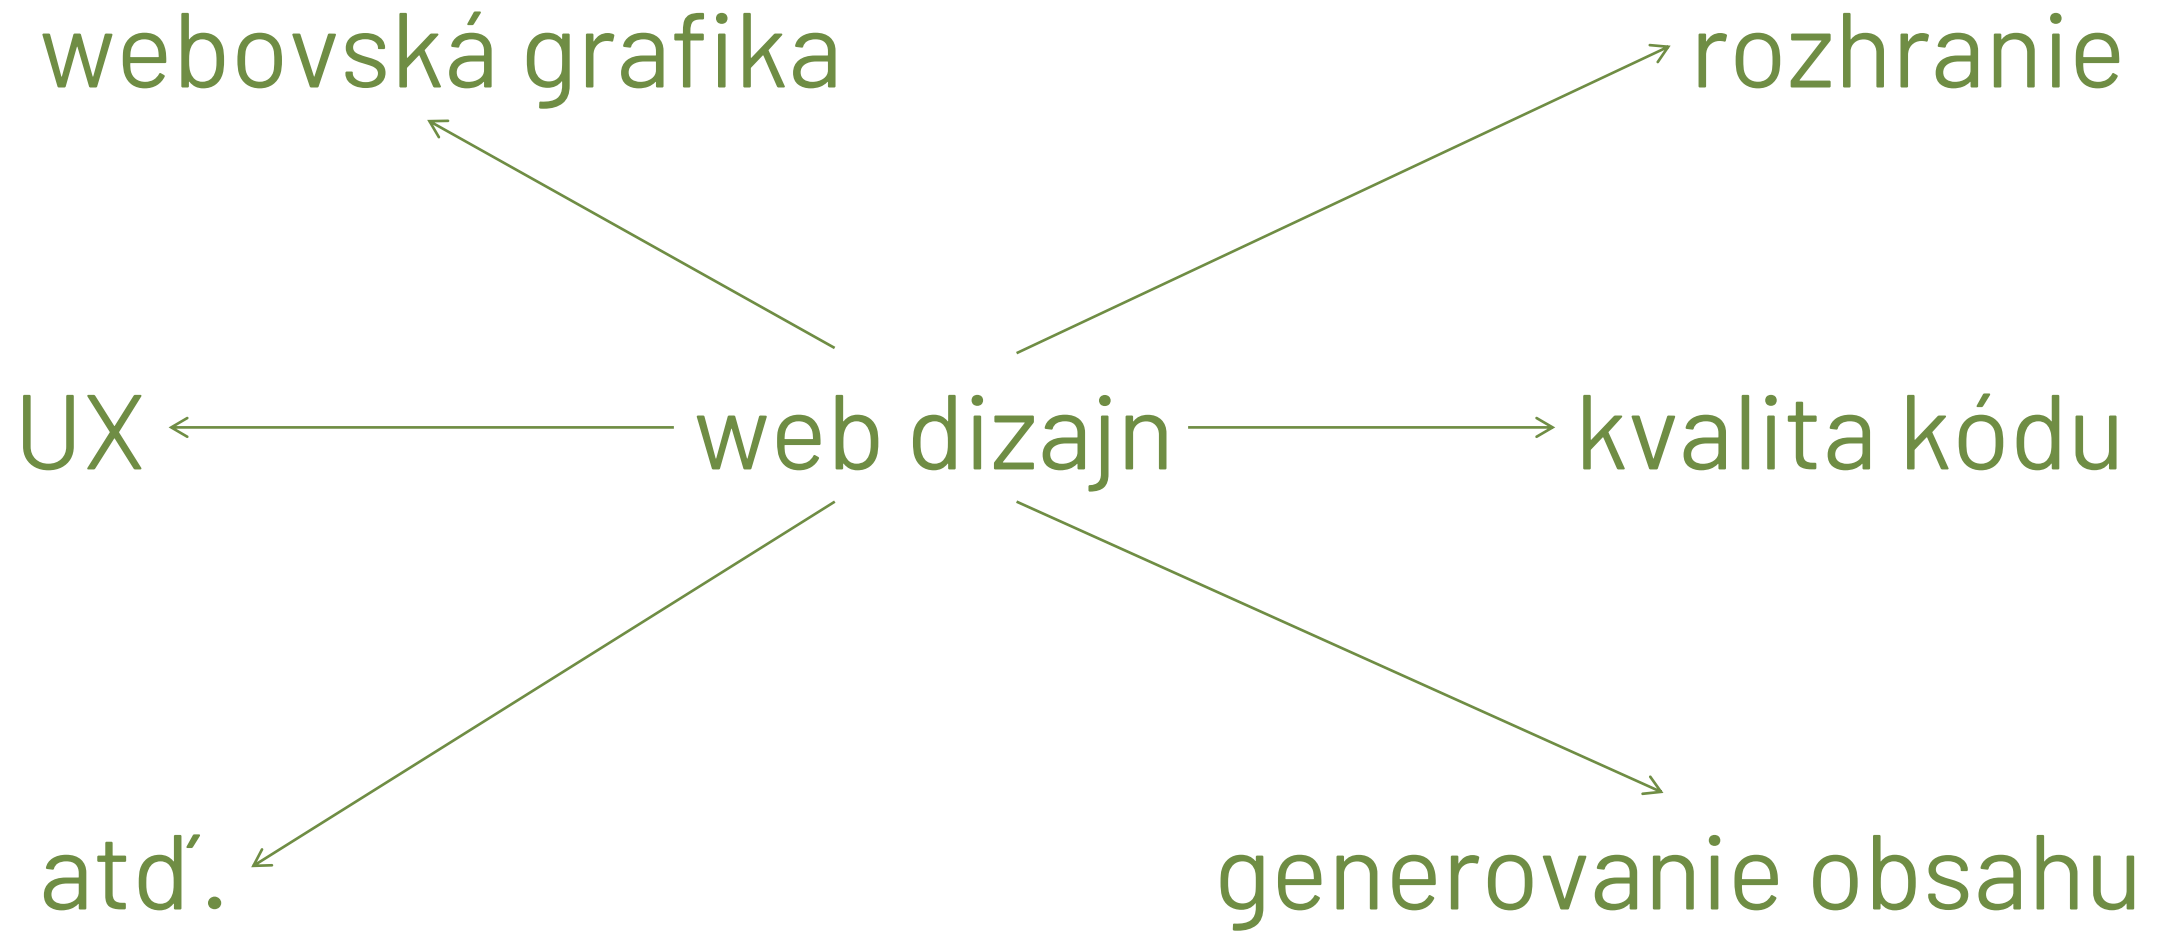 webovská grafika
rozhranie
UX
web dizajn
kvalita kódu
atď.
generovanie obsahu